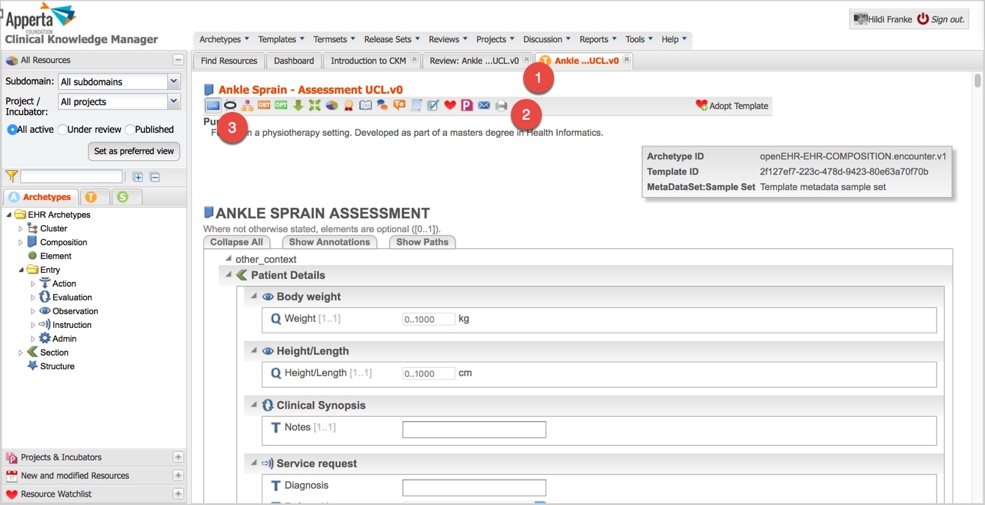 Apperta
FOUNDATION
Clinical Knowledge Manager
Hildi Franke Sign out.
Archetypes Templates Termsets Release Sets Reviews Projects Discussion Reports Tools Help
All Resources
Find Resources Dashboard Introduction to CKM Review: Ankle ...UCL.v0 T Ankle ...UCL.v0
1
Subdomain: All subdomains
Project / Incubator: All projects
All active Under review Published
Set as preferred view
Ankle Sprain - Assessment UCL.v0
OET OPT
2
Adopt Template
3
in a physiotherapy setting. Developed as part of a masters degree in Health Informatics.
Archetype ID openEHR-EHR-COMPOSITION.encounter.v1
Template ID 2f127ef7-223c-478d-9423-80e63a70f70b
MetaDataSet:Sample Set Template metadata sample set
A Archetypes T S
EHR Archetypes
Cluster
Composition
Element
Entry
Action
Evaluation
Observation
Instruction
Admin
Section
Structure
Projects & Incubators
New and modified Resources
Resource Watchlist
ANKLE SPRAIN ASSESSMENT
Where not otherwise stated, elements are optional ([0..1]).
Collapse All Show Annotations Show Paths
other_context
Patient Details
Body weight
Q Weight [1..1] 0..1000 kg
Height/Length
Q Height/Length [1..1] 0..1000 cm
Clinical Synopsis
T Notes [1..1]
Service request
T Diagnosis